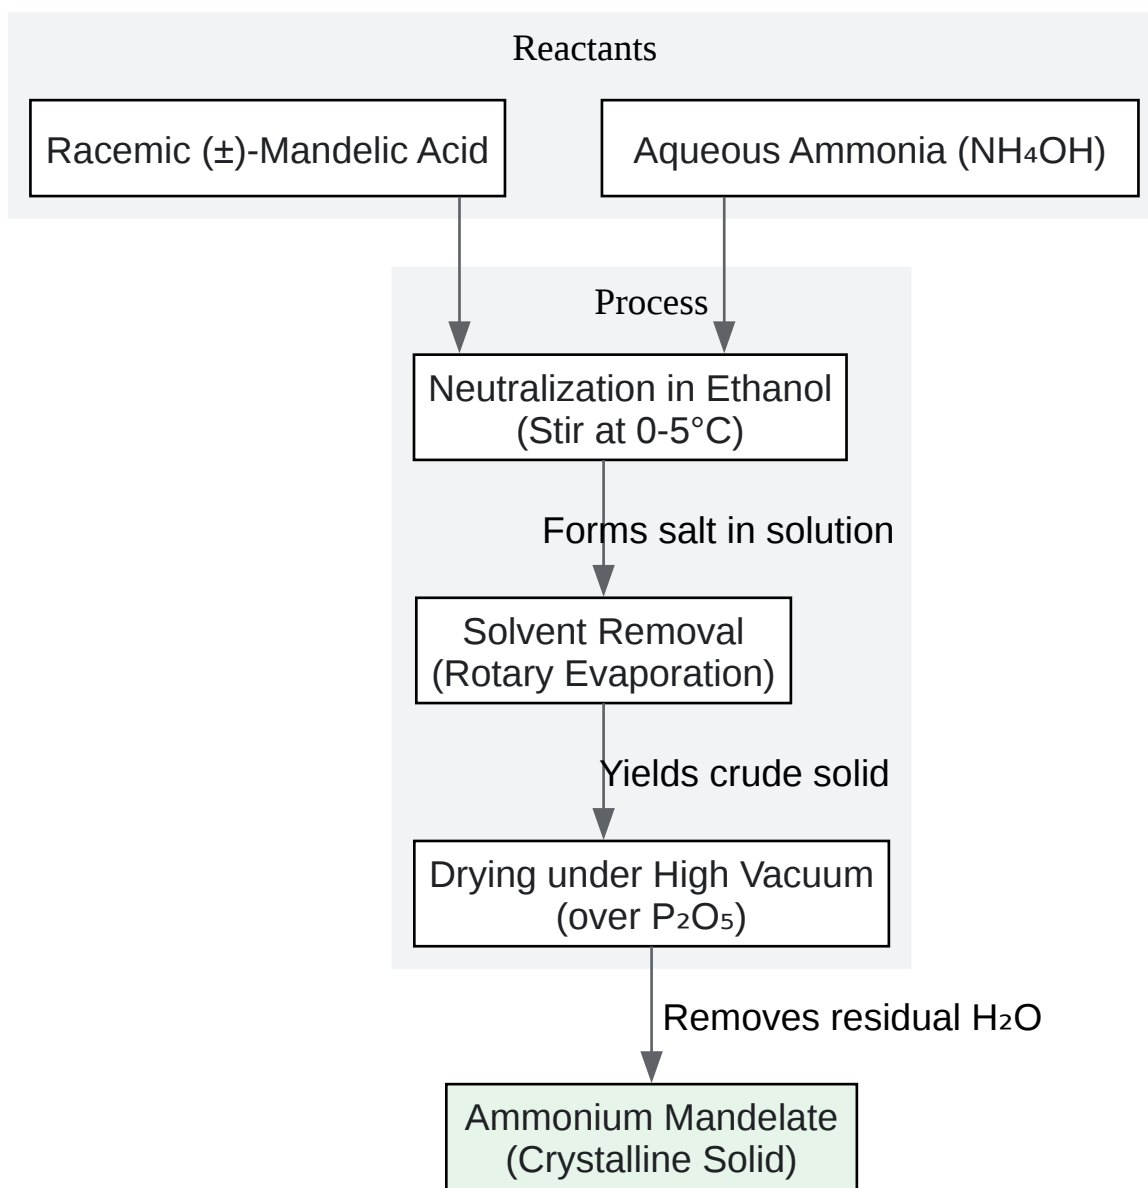 Reactants
Racemic (±)-Mandelic Acid
Aqueous Ammonia (NH₄OH)
Process
Neutralization in Ethanol
(Stir at 0-5°C)
Forms salt in solution
Solvent Removal
(Rotary Evaporation)
Yields crude solid
Drying under High Vacuum
(over P₂O₅)
Removes residual H₂O
Ammonium Mandelate
(Crystalline Solid)